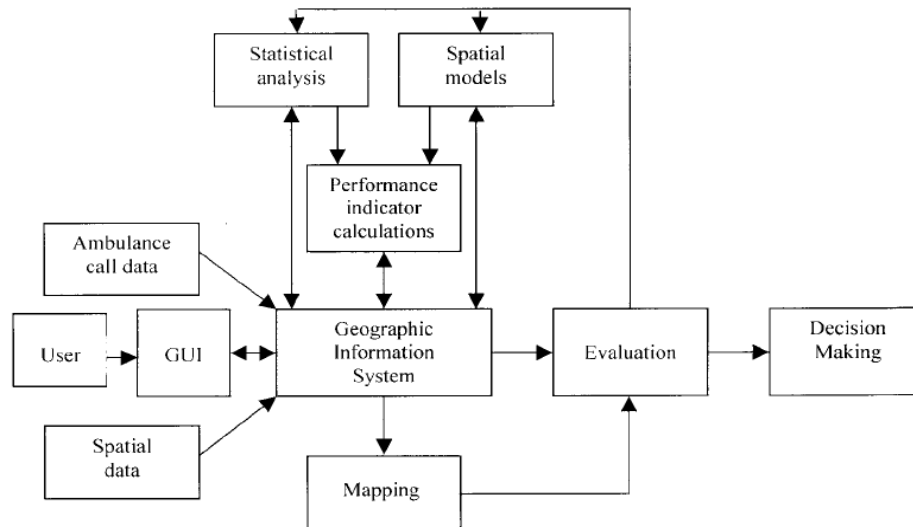 Statistical
analysis
Spatial
models
Performance
indicator
calculations
Ambulance
call data
User
GUI
Geographic
Information
System
Evaluation
Decision
Making
Spatial
data
Mapping